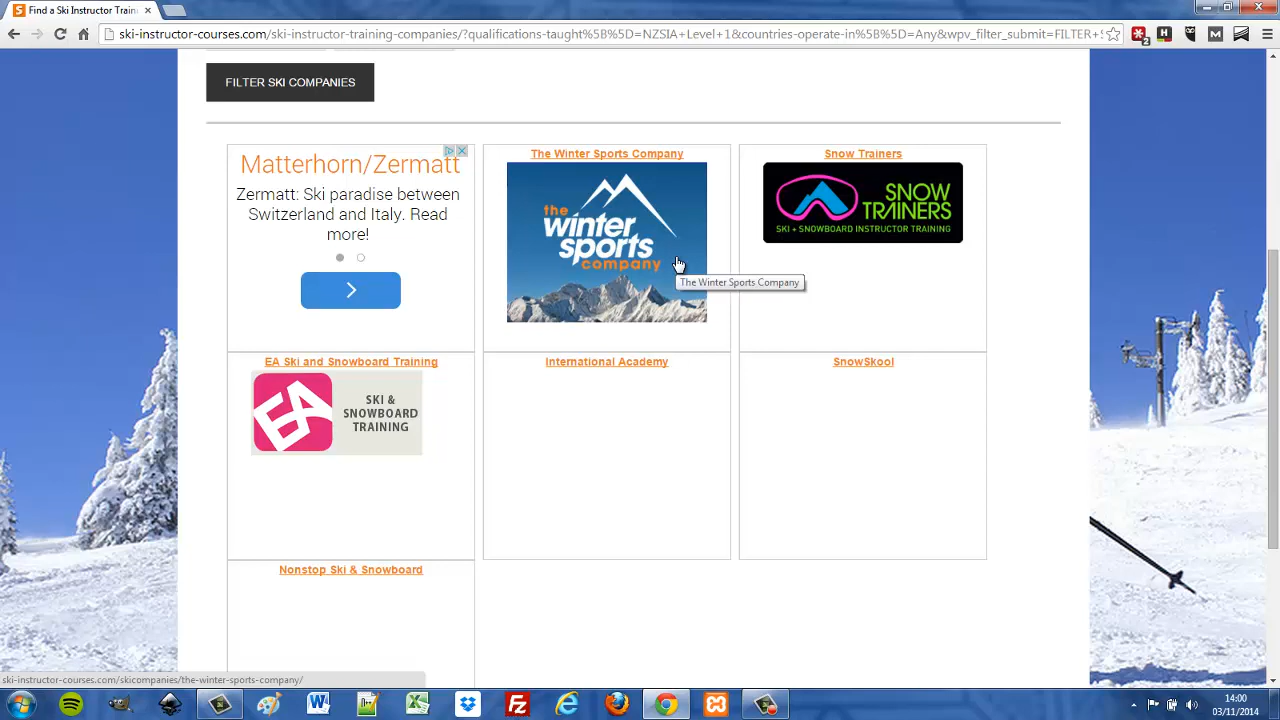 Find a Ski Instructor Traini
ski-instructor-courses.com/ski-instructor-training-companies/?qualifications-taught%5B%5D=NZSIA+Level+1&countries-operate-in%5B%5D=Any&wpv_filter_submit=FILTER+S
2
FILTER SKI COMPANIES
Matterhorn/Zermatt
Zermatt: Ski paradise between
Switzerland and Italy. Read
more!
The Winter Sports Company
the
winter
sports
company
The Winter Sports Company
Snow Trainers
SNOW
TRAINERS
SKI + SNOWBOARD INSTRUCTOR TRAINING
EA Ski and Snowboard Training
EA
SKI &
SNOWBOARD
TRAINING
International Academy
SnowSkool
Nonstop Ski & Snowboard
ski-instructor-courses.com/skicompanies/the-winter-sports-company/
14:00
03/11/2014